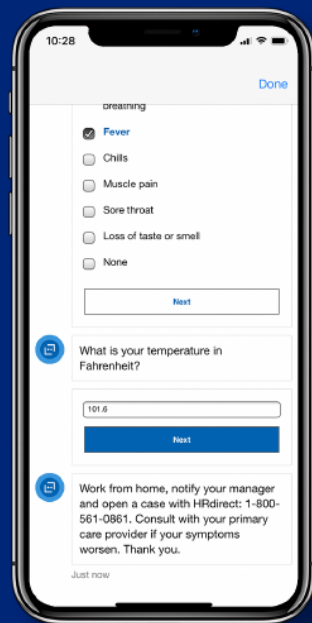 10:28
Done
breathing
Fever
Chills
Muscle pain
Sore throat
Loss of taste or smell
None
Next
What is your temperature in
Fahrenheit?
101.6
Next
Work from home, notify your manager
and open a case with HRdirect: 1-800-
561-0861. Consult with your primary
care provider if your symptoms
worsen. Thank you.
Just now